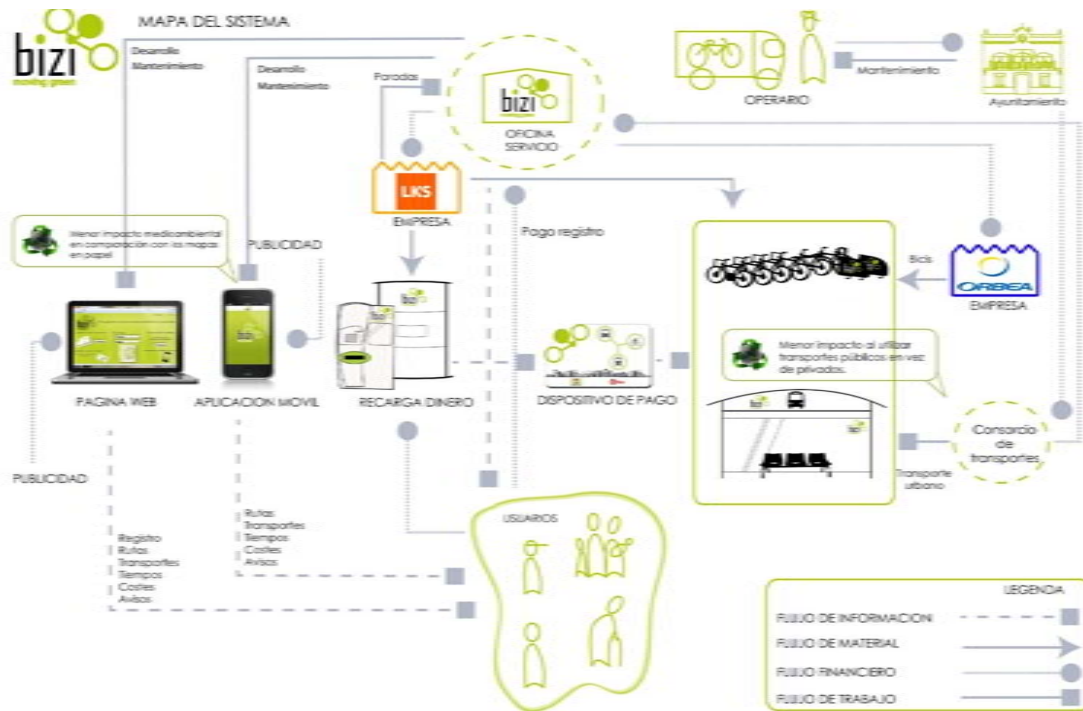 bizi
moving green
MAPA DEL SISTEMA
Desarrollo
Mantenimiento
Desarrollo
Mantenimiento
Paradas
bizi
OFICINA
SERVICIO
OPERARIO
Mantenimiento
Ayuntamiento
LKS
EMPRESA
Pago registro
Menor impacto medioambiental
en comparación con los mapas
en papel
PUBLICIDAD
Bicis
ORBEA
EMPRESA
bizi
bizi
PAGINA WEB
APLICACION MOVIL
RECARGA DINERO
DISPOSITIVO DE PAGO
Menor impacto al utilizar
transportes públicos en vez
de privados.
bizi
Consorcio
de
transportes
Transporte
urbano
PUBLICIDAD
Registro
Rutas
Transportes
Tiempos
Costes
Avisos
Rutas
Transportes
Tiempos
Costes
Avisos
USUARIOS
LEGENDA
FLUJO DE INFORMACION
FLUJO DE MATERIAL
FLUJO FINANCIERO
FLUJO DE TRABAJO